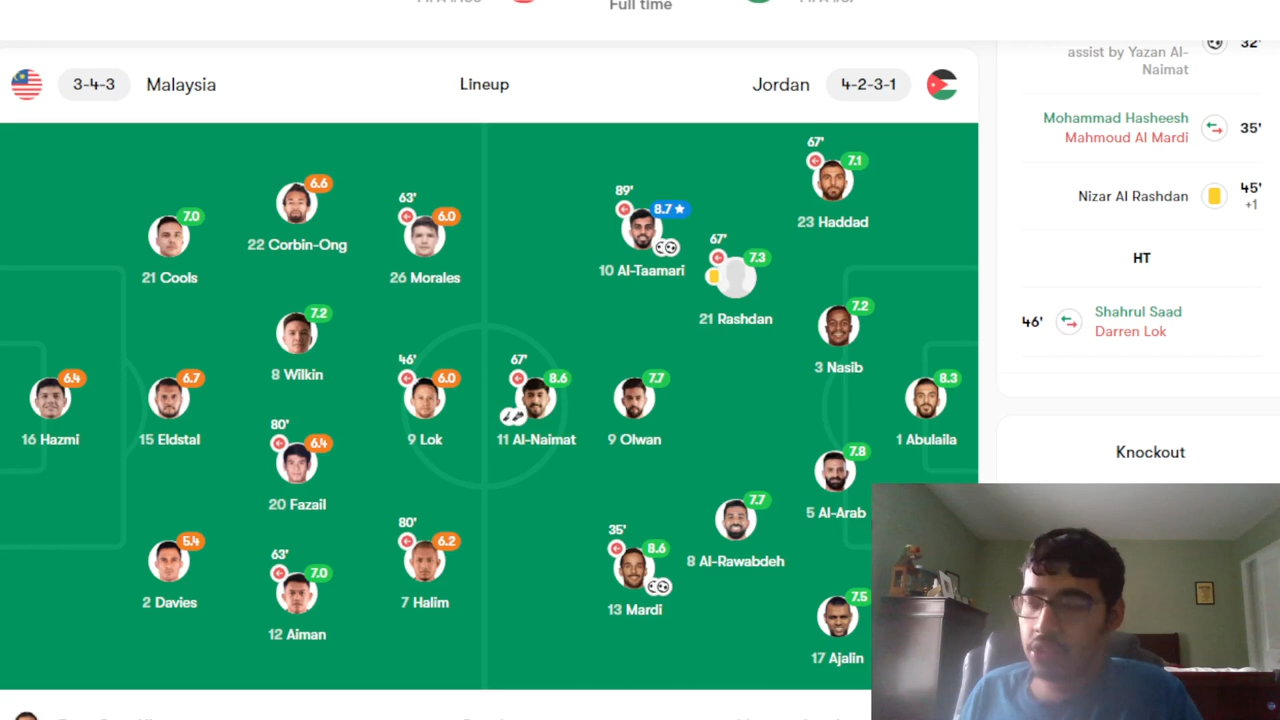 Full time
3-4-3
Malaysia
Lineup
Jordan
4-2-3-1
6.6
22 Corbin-Ong
7.0
21 Cools
63'
6.0
26 Morales
7.2
8 Wilkin
6.4
16 Hazmi
6.7
15 Eldstal
46'
6.0
9 Lok
80'
6.4
20 Fazail
5.4
2 Davies
63'
7.0
12 Aiman
80'
6.2
7 Halim
89'
8.7
10 Al-Taamari
67'
7.3
21 Rashdan
67'
7.1
23 Haddad
7.2
3 Nasib
67'
8.6
11 Al-Naimat
7.7
9 Olwan
8.3
1 Abulaila
7.8
5 Al-Arab
7.7
8 Al-Rawabdeh
35'
8.6
13 Mardi
7.5
17 Ajalin
32'
assist by Yazan Al-
Naimat
Mohammad Hasheesh
Mahmoud Al Mardi
35'
Nizar Al Rashdan
45'
+1
HT
46'
Shahrul Saad
Darren Lok
Knockout